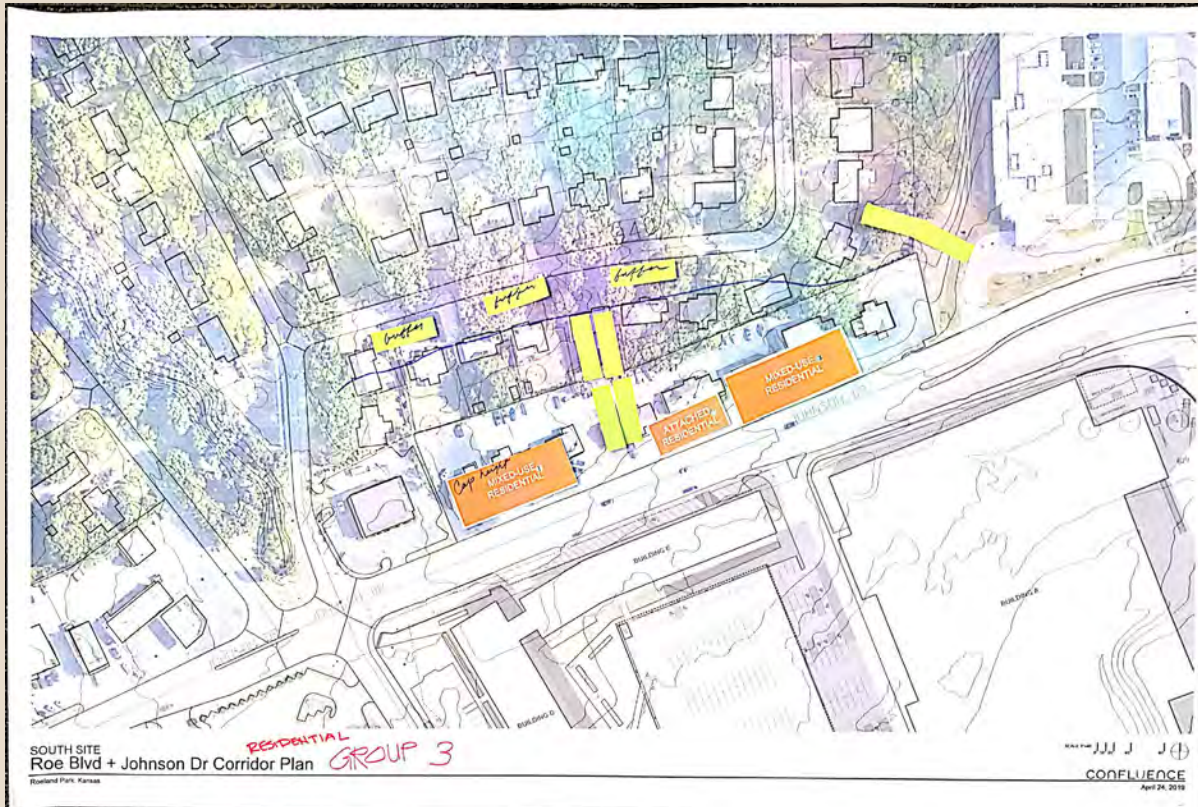 buffer
buffer
buffer
MIXED-USE
RESIDENTIAL
ATTACHED
RESIDENTIAL
JOHNSON DR
Cap height
MIXED-USE
RESIDENTIAL
BUILDING E
BUILDING B
BUILDING D
SOUTH SITE
RESIDENTIAL
Roe Blvd + Johnson Dr Corridor Plan GROUP 3
Roeland Park, Kansas
CONFLUENCE
April 24, 2019